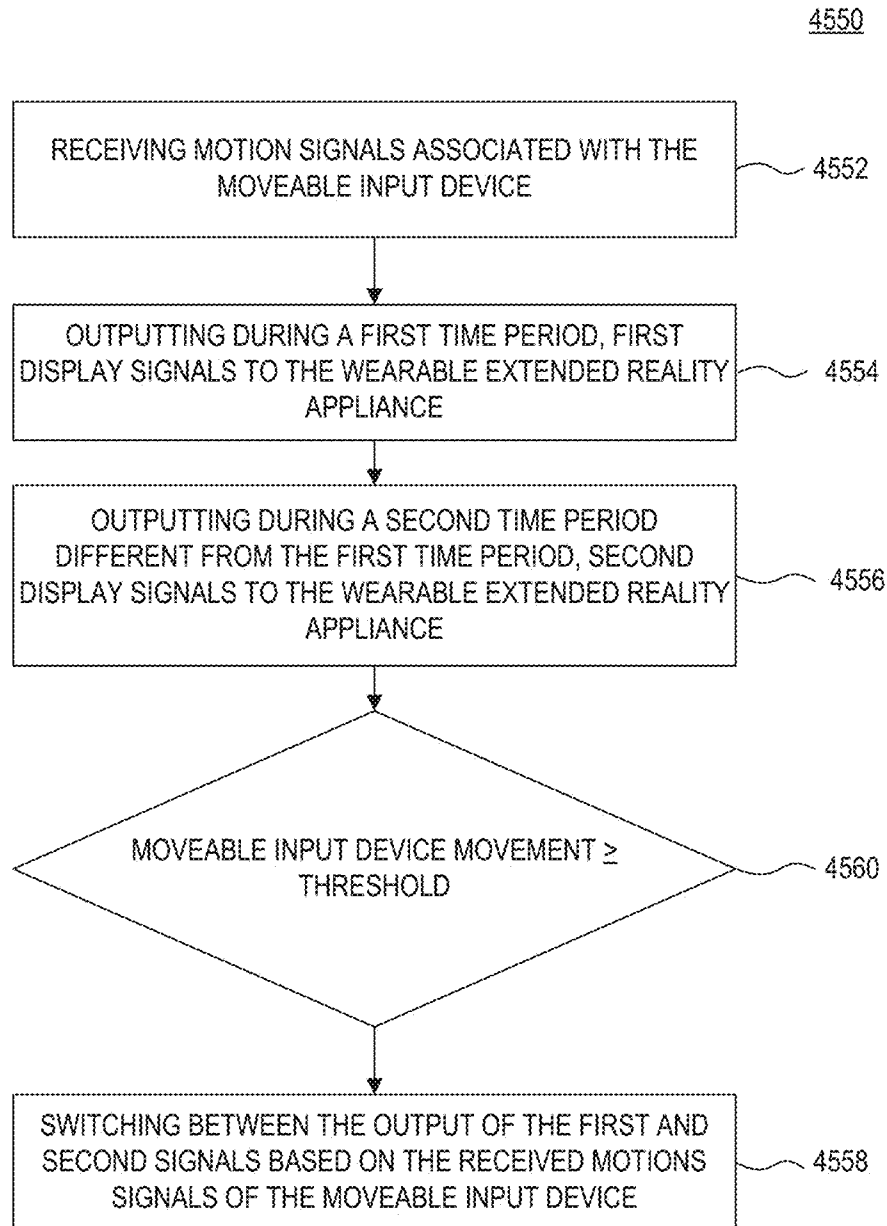 4550
RECEIVING MOTION SIGNALS ASSOCIATED WITH THE
MOVEABLE INPUT DEVICE
4552
OUTPUTTING DURING A FIRST TIME PERIOD, FIRST
DISPLAY SIGNALS TO THE WEARABLE EXTENDED REALITY
APPLIANCE
4554
OUTPUTTING DURING A SECOND TIME PERIOD
DIFFERENT FROM THE FIRST TIME PERIOD, SECOND
DISPLAY SIGNALS TO THE WEARABLE EXTENDED REALITY
APPLIANCE
4556
MOVEABLE INPUT DEVICE MOVEMENT ≥
THRESHOLD
4560
SWITCHING BETWEEN THE OUTPUT OF THE FIRST AND
SECOND SIGNALS BASED ON THE RECEIVED MOTIONS
SIGNALS OF THE MOVEABLE INPUT DEVICE
4558